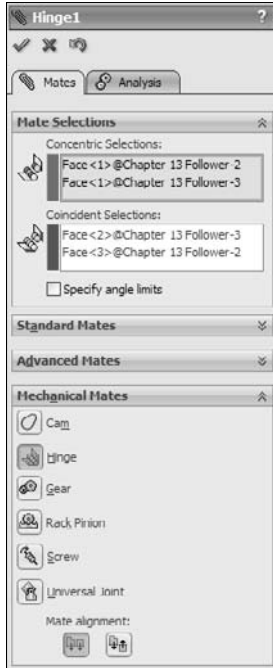 Hinge1 ?
Mates Analysis
Mate Selections
Concentric Selections:
Face<1>@Chapter 13 Follower-2
Face<1>@Chapter 13 Follower-3
Coincident Selections:
Face<2>@Chapter 13 Follower-3
Face<3>@Chapter 13 Follower-2
Specify angle limits
Standard Mates
Advanced Mates
Mechanical Mates
Cam
Hinge
Gear
Rack Pinion
Screw
Universal Joint
Mate alignment: